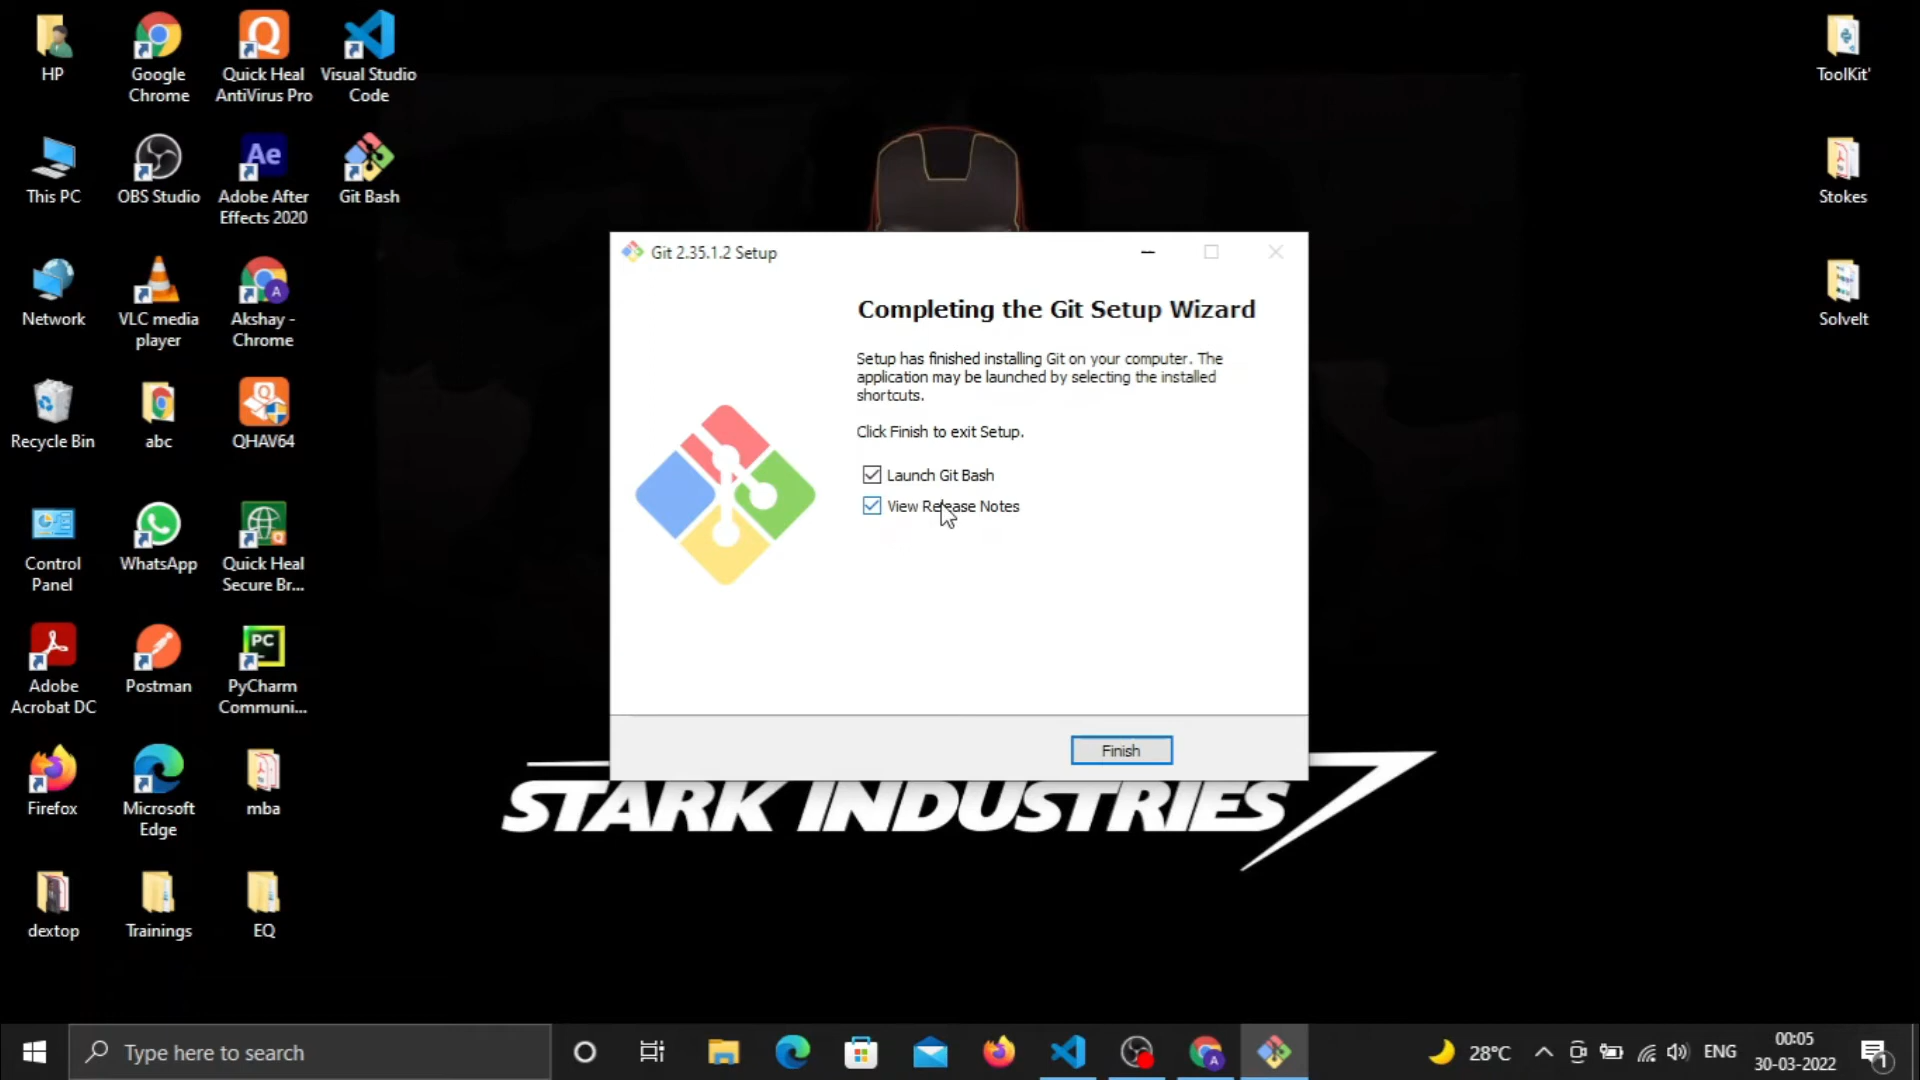 HP
Google
Chrome
Quick Heal
AntiVirus Pro
Visual Studio
Code
ToolKit'
This PC
OBS Studio
Ae
Adobe After
Effects 2020
Git Bash
Stokes
Network
VLC media
player
A
Akshay -
Chrome
SolveIt
Recycle Bin
abc
QHAV64
Control
Panel
WhatsApp
Quick Heal
Secure Br...
Adobe
Acrobat DC
Postman
PC
PyCharm
Communi...
Firefox
Microsoft
Edge
mba
dextop
Trainings
EQ
Git 2.35.1.2 Setup
Completing the Git Setup Wizard
Setup has finished installing Git on your computer. The
application may be launched by selecting the installed
shortcuts.
Click Finish to exit Setup.
Launch Git Bash
View Release Notes
Finish
STARK INDUSTRIES
Type here to search
A
28°C
ENG
00:05
30-03-2022
1